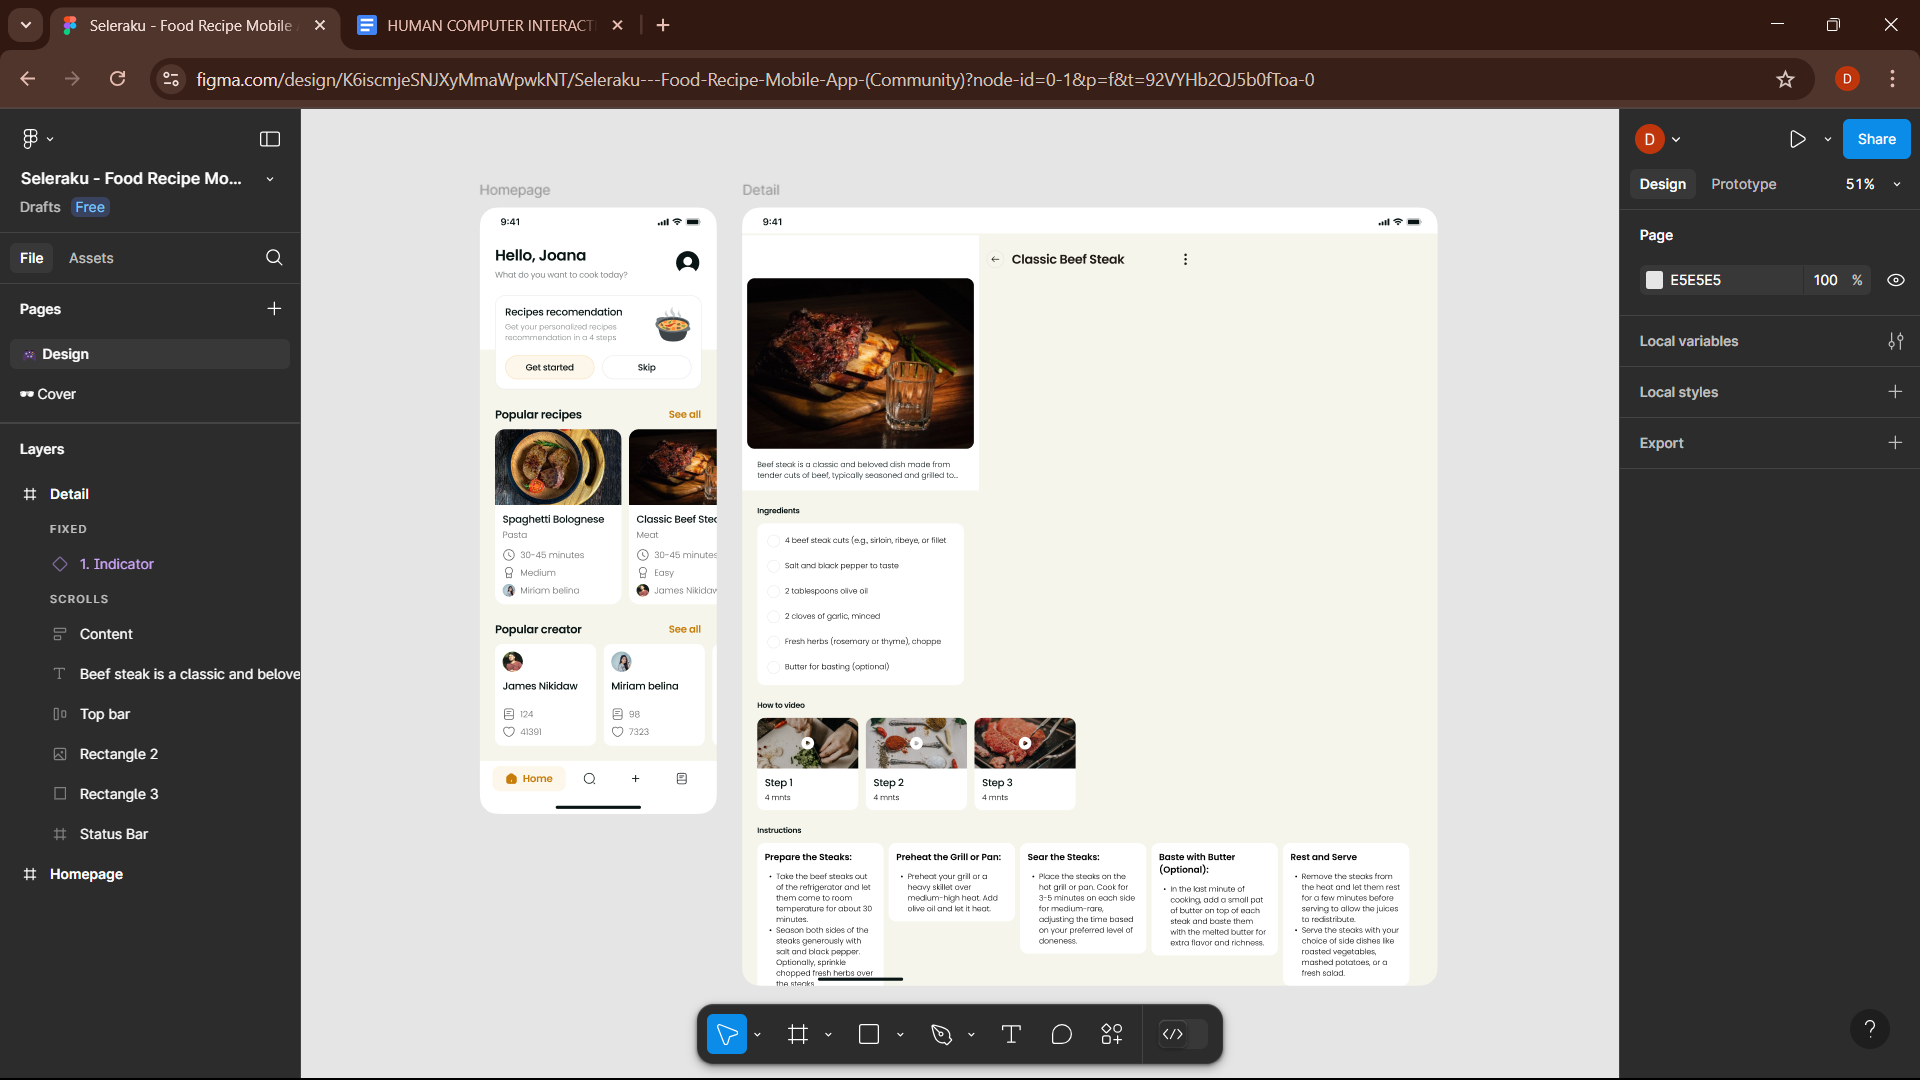 Seleraku - Food Recipe Mobile
HUMAN COMPUTER INTERACT
figma.com/design/K6iscmjeSNJXyMmaWpwkNT/Seleraku---Food-Recipe-Mobile-App-(Community)?node-id=0-1&p=f&t=92VYHb2QJ5b0fToa-0
D
Seleraku - Food Recipe Mo...
Drafts Free
File Assets
Pages
Design
Cover
Layers
Detail
FIXED
1. Indicator
SCROLLS
Content
Beef steak is a classic and belove
Top bar
Rectangle 2
Rectangle 3
Status Bar
Homepage
Homepage
9:41
Hello, Joana
What do you want to cook today?
Recipes recomendation
Get your personalized recipes
recommendation in a 4 steps
Get started Skip
Popular recipes See all
Spaghetti Bolognese
Pasta
30-45 minutes
Medium
Miriam belina
Classic Beef Stea
Meat
30-45 minutes
Easy
James Nikidaw
Popular creator See all
James Nikidaw
124
41391
Miriam belina
98
7323
Home
Detail
9:41
Classic Beef Steak
Beef steak is a classic and beloved dish made from
tender cuts of beef, typically seasoned and grilled to...
Ingredients
4 beef steak cuts (e.g., sirloin, ribeye, or fillet
Salt and black pepper to taste
2 tablespoons olive oil
2 cloves of garlic, minced
Fresh herbs (rosemary or thyme), choppe
Butter for basting (optional)
How to video
Step 1
4 mnts
Step 2
4 mnts
Step 3
4 mnts
Instructions
Prepare the Steaks:
• Take the beef steaks out
of the refrigerator and let
them come to room
temperature for about 30
minutes.
• Season both sides of the
steaks generously with
salt and black pepper.
Optionally, sprinkle
chopped fresh herbs over
the steaks
Preheat the Grill or Pan:
• Preheat your grill or a
heavy skillet over
medium-high heat. Add
olive oil and let it heat.
Sear the Steaks:
• Place the steaks on the
hot grill or pan. Cook for
3-5 minutes on each side
for medium-rare,
adjusting the time based
on your preferred level of
doneness.
Baste with Butter
(Optional):
• In the last minute of
cooking, add a small pat
of butter on top of each
steak and baste them
with the melted butter for
extra flavor and richness.
Rest and Serve
• Remove the steaks from
the heat and let them rest
for a few minutes before
serving to allow the juices
to redistribute.
• Serve the steaks with your
choice of side dishes like
roasted vegetables,
mashed potatoes, or a
fresh salad.
D
Share
Design Prototype 51%
Page
E5E5E5 100 %
Local variables
Local styles
Export
?